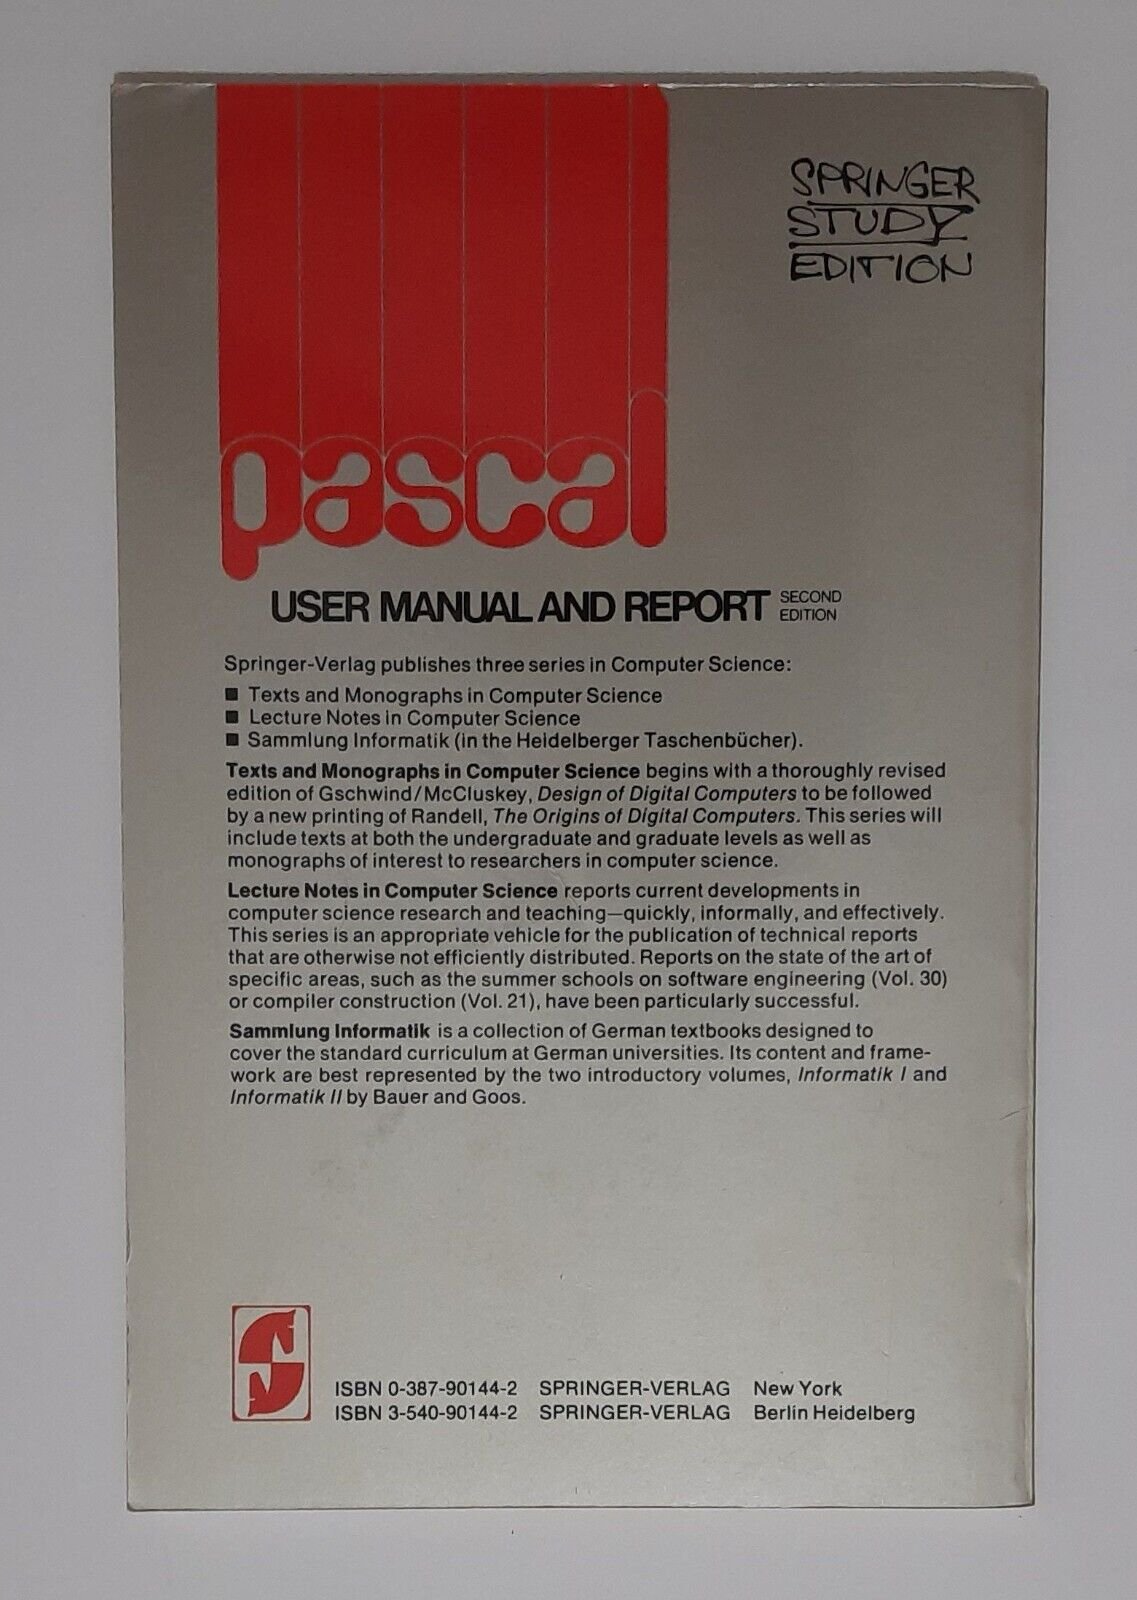 SPRINGER
STUDY
EDITION
pascal
USER MANUAL AND REPORT SECOND EDITION
Springer-Verlag publishes three series in Computer Science:
■ Texts and Monographs in Computer Science
■ Lecture Notes in Computer Science
■ Sammlung Informatik (in the Heidelberger Taschenbücher).
Texts and Monographs in Computer Science begins with a thoroughly revised
edition of Gschwind/McCluskey, Design of Digital Computers to be followed
by a new printing of Randell, The Origins of Digital Computers. This series will
include texts at both the undergraduate and graduate levels as well as
monographs of interest to researchers in computer science.
Lecture Notes in Computer Science reports current developments in
computer science research and teaching—quickly, informally, and effectively.
This series is an appropriate vehicle for the publication of technical reports
that are otherwise not efficiently distributed. Reports on the state of the art of
specific areas, such as the summer schools on software engineering (Vol. 30)
or compiler construction (Vol. 21), have been particularly successful.
Sammlung Informatik is a collection of German textbooks designed to
cover the standard curriculum at German universities. Its content and frame-
work are best represented by the two introductory volumes, Informatik I and
Informatik II by Bauer and Goos.
ISBN 0-387-90144-2 SPRINGER-VERLAG New York
ISBN 3-540-90144-2 SPRINGER-VERLAG Berlin Heidelberg